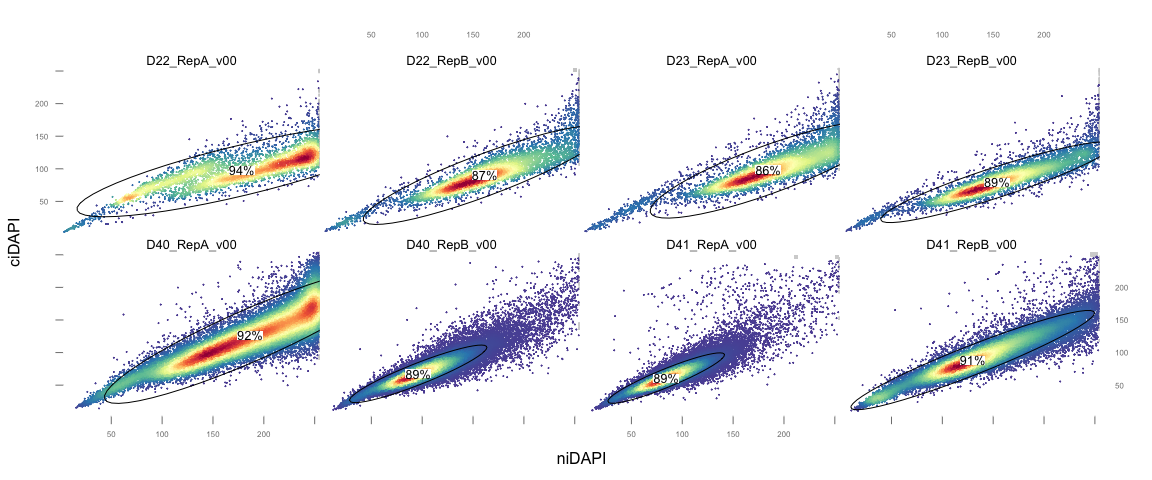 50 100 150 200 50 100 150 200
D22_RepA_v00 D22_RepB_v00 D23_RepA_v00 D23_RepB_v00
200
150
100
50
94% 87% 86% 89%
ciDAPI
D40_RepA_v00 D40_RepB_v00 D41_RepA_v00 D41_RepB_v00
92% 89% 89% 91%
200
150
100
50
50 100 150 200 50 100 150 200
niDAPI